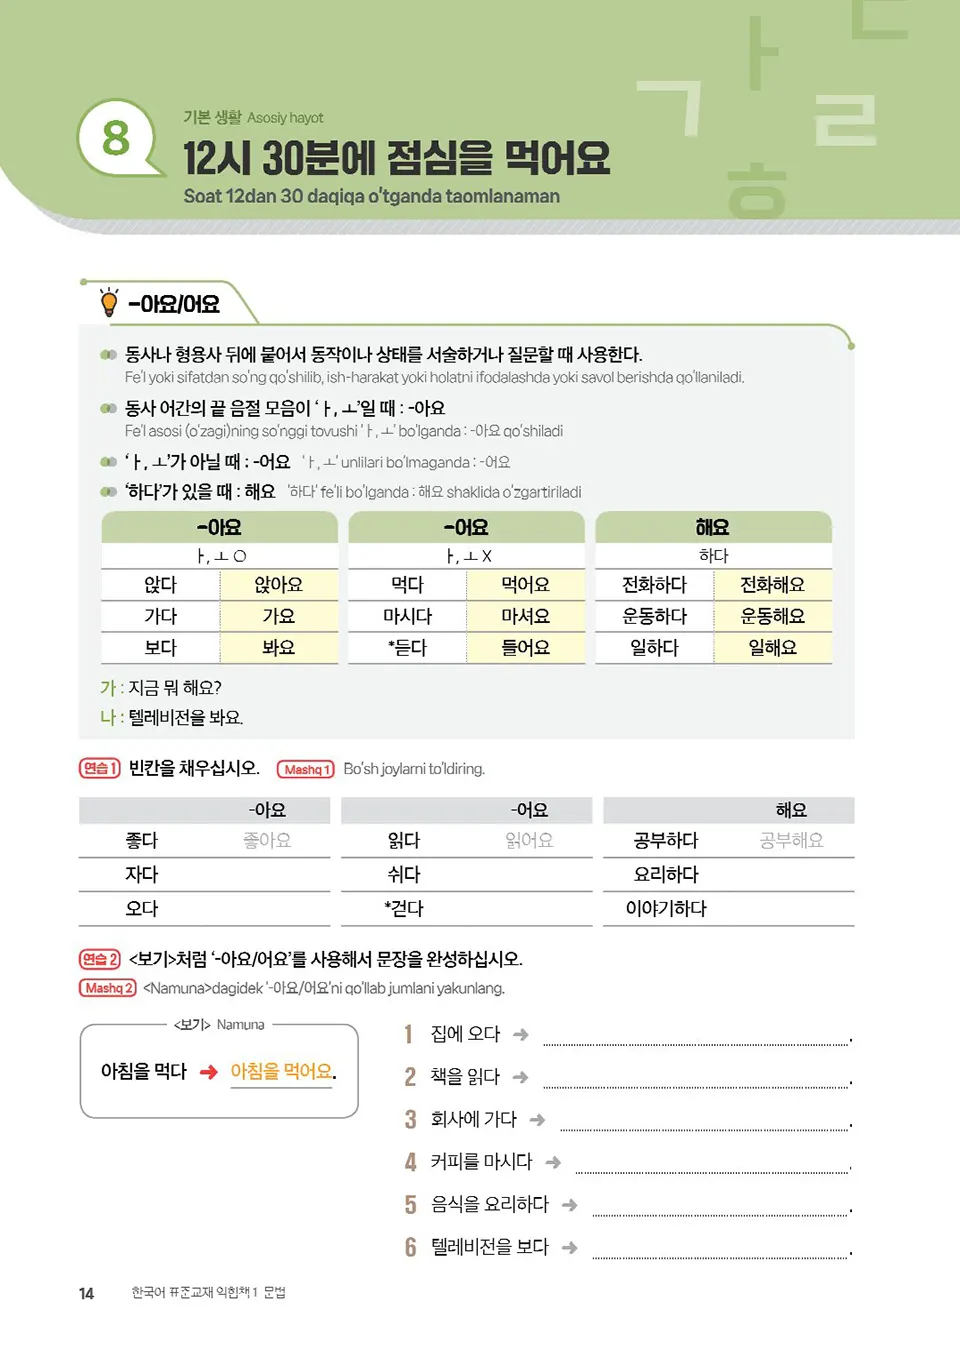 8
기본 생활 Asosiy hayot
12시 30분에 점심을 먹어요
Soat 12dan 30 daqiqa o'tganda taomlanaman
ㄱ ㅏ ㄷ ㄹ ㅎ
-아요/어요
동사나 형용사 뒤에 붙어서 동작이나 상태를 서술하거나 질문할 때 사용한다.
Fe'l yoki sifatdan so'ng qo'shilib, ish-harakat yoki holatni ifodalashda yoki savol berishda qo'llaniladi.
동사 어간의 끝 음절 모음이 'ㅏ, ㅗ'일 때 : -아요
Fe'l asosi (o'zagi)ning so'nggi tovushi 'ㅏ, ㅗ' bo'lganda : -아요 qo'shiladi
'ㅏ, ㅗ'가 아닐 때 : -어요 'ㅏ, ㅗ' unlilari bo'lmaganda : -어요
'하다'가 있을 때 : 해요 '하다' fe'li bo'lganda : 해요 shaklida o'zgartiriladi
-아요 -어요 해요
ㅏ, ㅗ O ㅏ, ㅗ X 하다
앉다 앉아요 먹다 먹어요 전화하다 전화해요
가다 가요 마시다 마셔요 운동하다 운동해요
보다 봐요 *듣다 들어요 일하다 일해요
가 : 지금 뭐 해요?
나 : 텔레비전을 봐요.
연습 1 빈칸을 채우십시오. Mashq 1 Bo'sh joylarni to'ldiring.
-아요 -어요 해요
좋다 좋아요 읽다 읽어요 공부하다 공부해요
자다 쉬다 요리하다
오다 *걷다 이야기하다
연습 2 <보기>처럼 '-아요/어요'를 사용해서 문장을 완성하십시오.
Mashq 2 <Namuna>dagidek '-아요/어요'ni qo'llab jumlani yakunlang.
<보기> Namuna
아침을 먹다 → 아침을 먹어요.
1 집에 오다 → .
2 책을 읽다 → .
3 회사에 가다 → .
4 커피를 마시다 → .
5 음식을 요리하다 → .
6 텔레비전을 보다 → .
14 한국어 표준교재 익힘책 1 문법